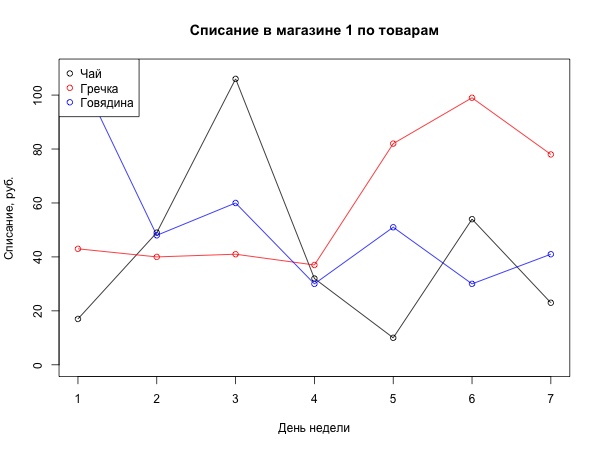 Списание в магазине 1 по товарам
Чай
Гречка
Говядина
Списание, руб.
100
80
60
40
20
0
1 2 3 4 5 6 7
День недели